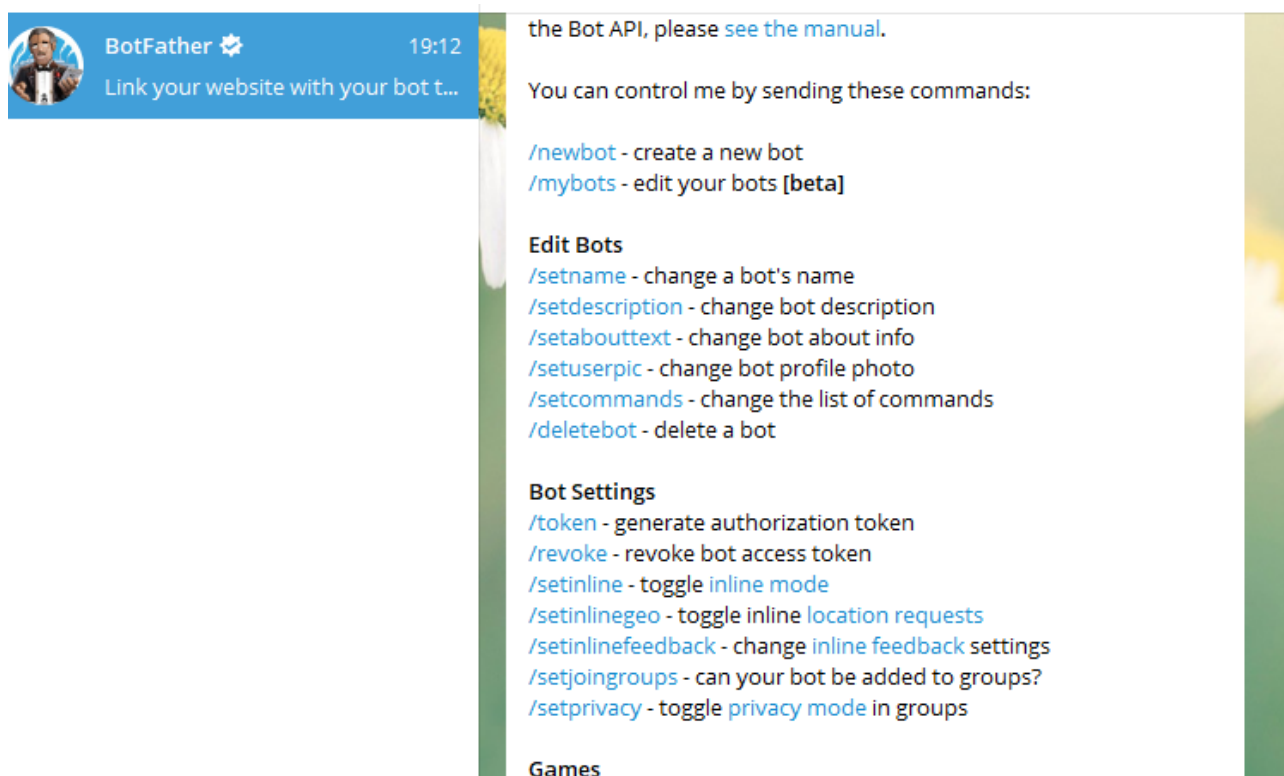 BotFather 19:12
Link your website with your bot t...
the Bot API, please see the manual.
You can control me by sending these commands:
/newbot - create a new bot
/mybots - edit your bots [beta]
Edit Bots
/setname - change a bot's name
/setdescription - change bot description
/setabouttext - change bot about info
/setuserpic - change bot profile photo
/setcommands - change the list of commands
/deletebot - delete a bot
Bot Settings
/token - generate authorization token
/revoke - revoke bot access token
/setinline - toggle inline mode
/setinlinegeo - toggle inline location requests
/setinlinefeedback - change inline feedback settings
/setjoingroups - can your bot be added to groups?
/setprivacy - toggle privacy mode in groups
Games